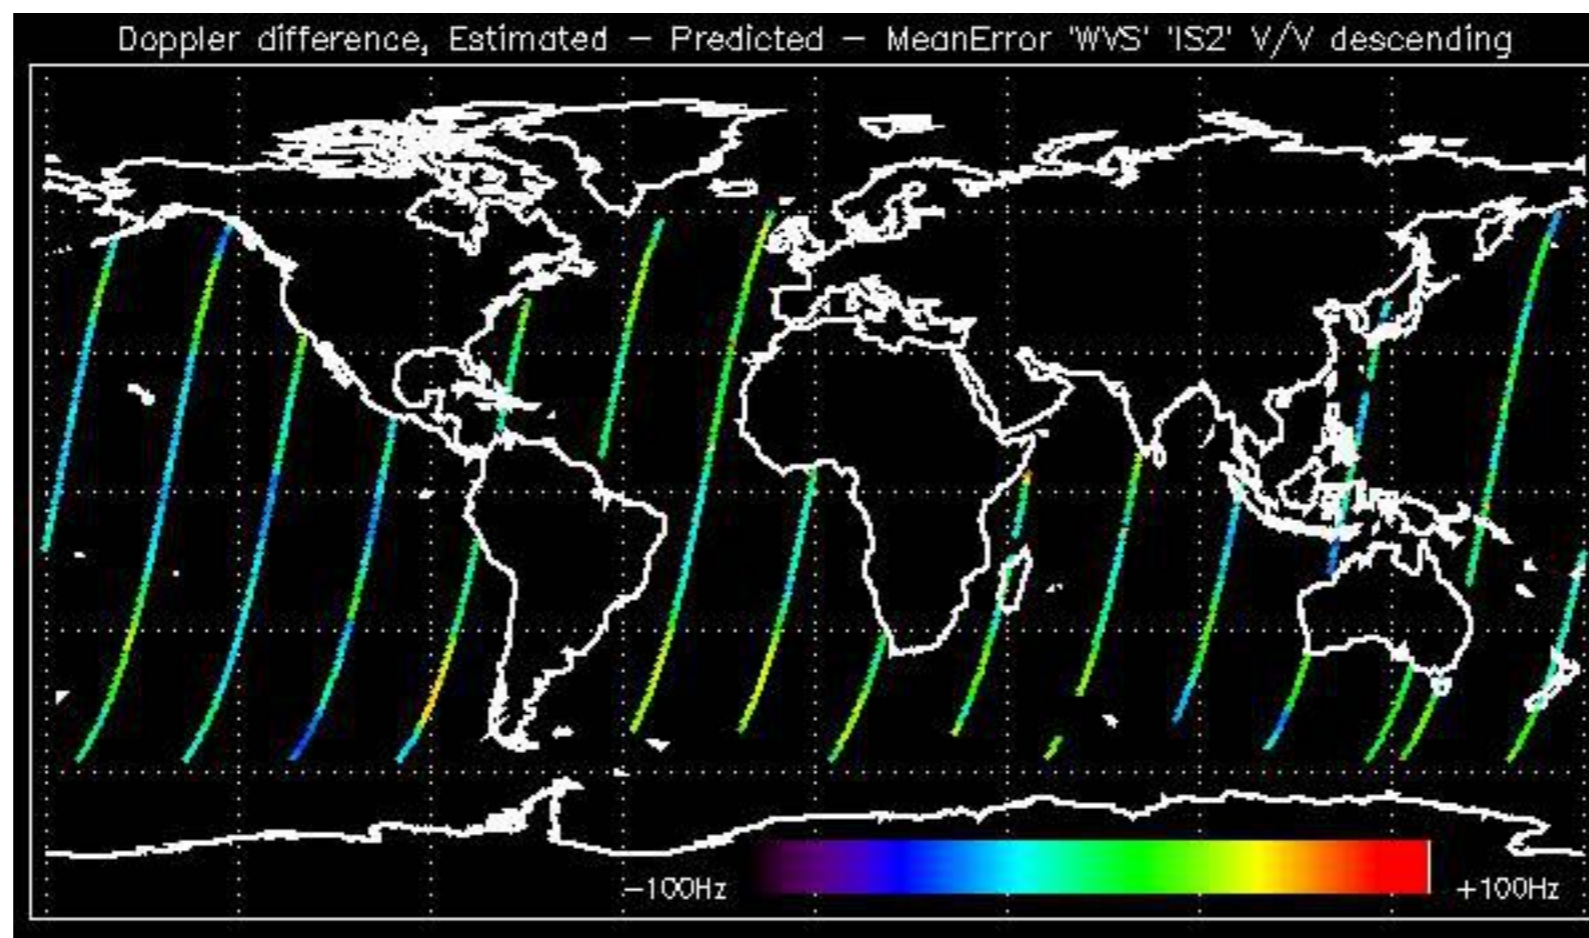 Doppler difference, Estimated – Predicted – MeanError 'WVS' 'IS2' V/V descending
–100Hz +100Hz